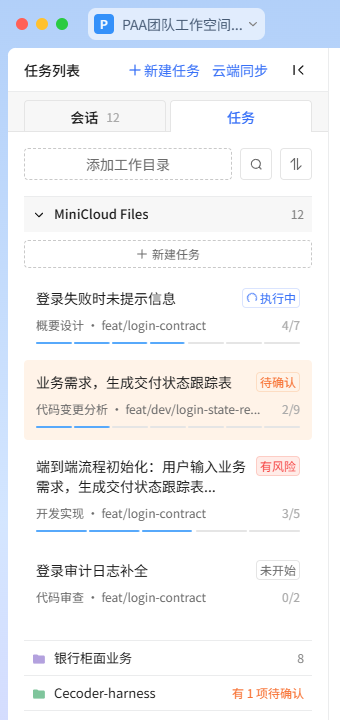 P PAA团队工作空间...
任务列表 新建任务 云端同步
会话 12 任务
添加工作目录
MiniCloud Files 12
新建任务
登录失败时未提示信息 执行中
概要设计 • feat/login-contract 4/7
业务需求，生成交付状态跟踪表 待确认
代码变更分析 • feat/dev/login-state-re... 2/9
端到端流程初始化：用户输入业务 有风险
需求，生成交付状态跟踪表...
开发实现 • feat/login-contract 3/5
登录审计日志补全 未开始
代码审查 • feat/login-contract 0/2
银行柜面业务 8
Cecoder-harness 有 1 项待确认